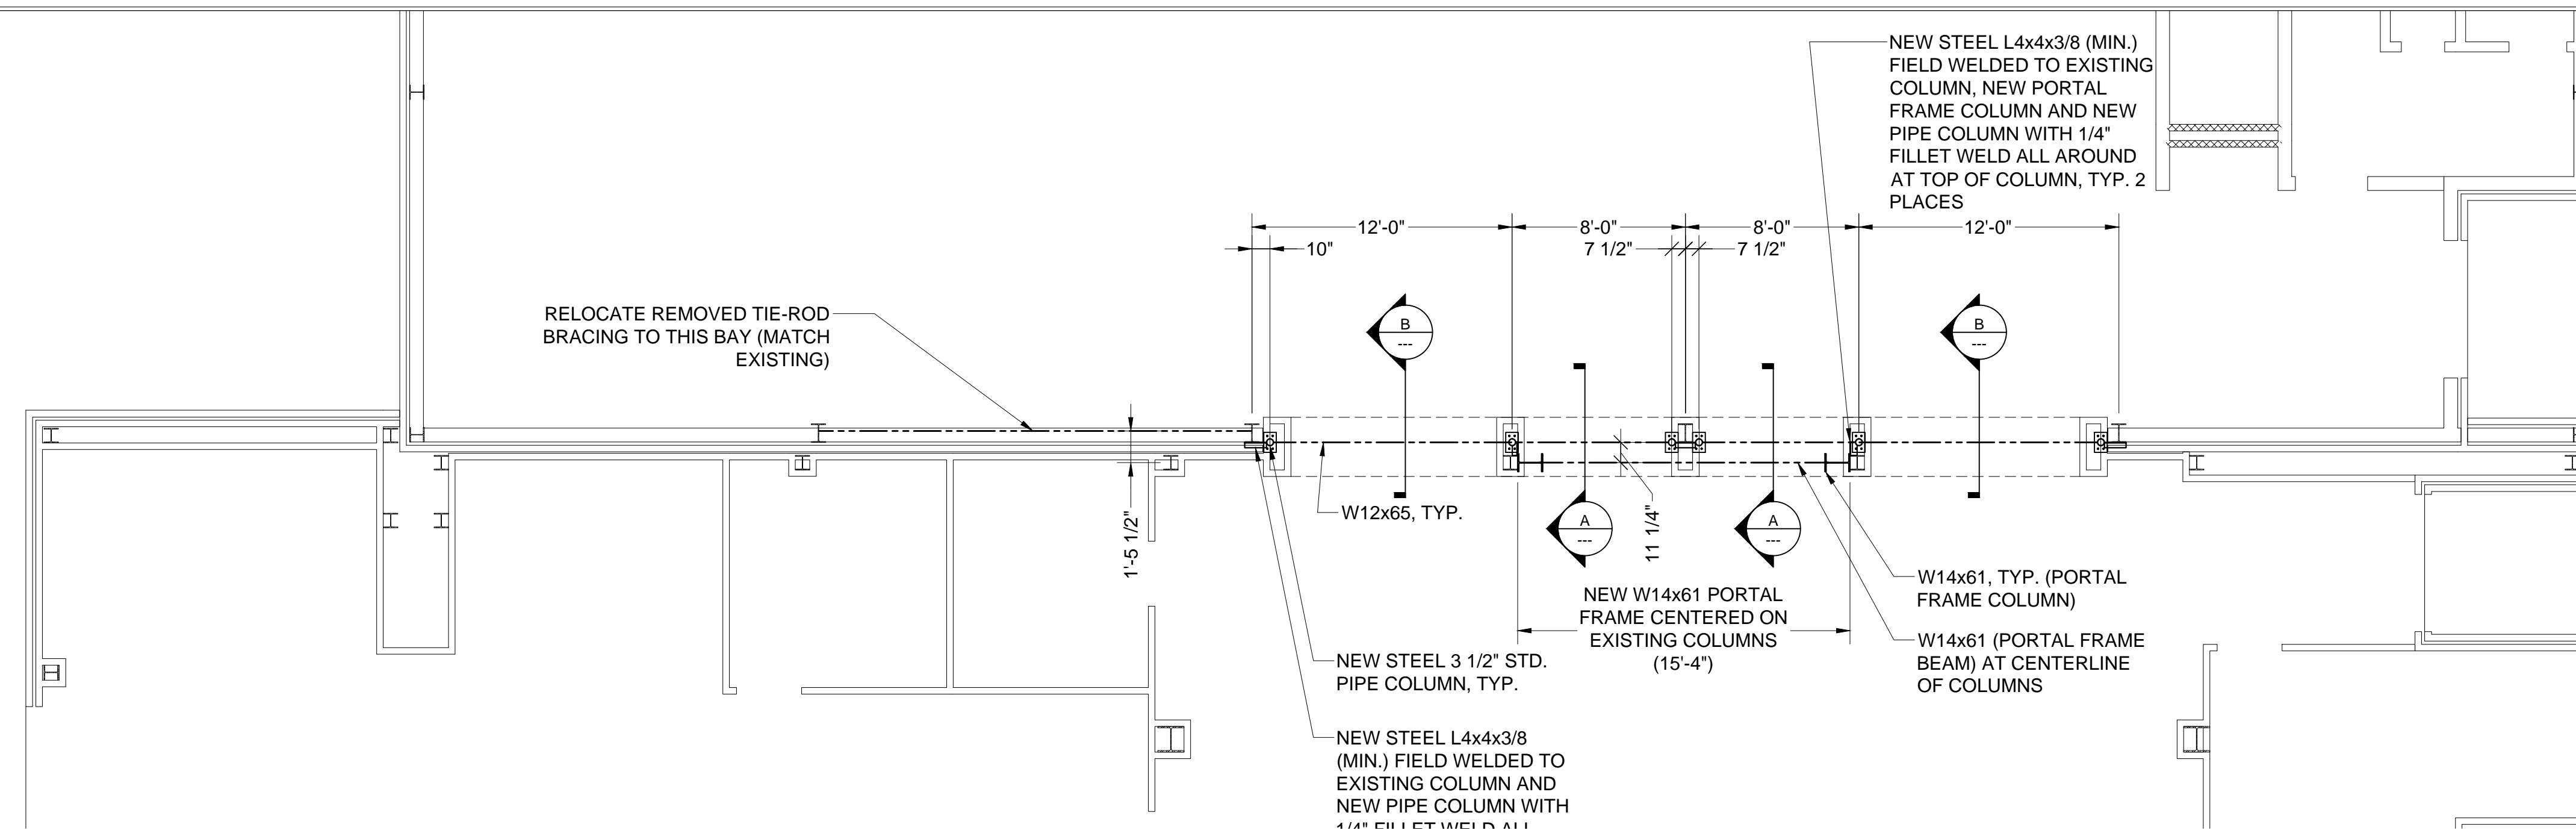 NEW STEEL L4x4x3/8 (MIN.)
FIELD WELDED TO EXISTING
COLUMN, NEW PORTAL
FRAME COLUMN AND NEW
PIPE COLUMN WITH 1/4"
FILLET WELD ALL AROUND
AT TOP OF COLUMN, TYP. 2
PLACES
12'-0"
8'-0"
8'-0"
12'-0"
10"
7 1/2"
7 1/2"
RELOCATE REMOVED TIE-ROD
BRACING TO THIS BAY (MATCH
EXISTING)
B
---
B
---
W12x65, TYP.
1'-5 1/2"
A
---
11 1/4"
A
---
NEW W14x61 PORTAL
FRAME CENTERED ON
EXISTING COLUMNS
(15'-4")
W14x61, TYP. (PORTAL
FRAME COLUMN)
W14x61 (PORTAL FRAME
BEAM) AT CENTERLINE
OF COLUMNS
NEW STEEL 3 1/2" STD.
PIPE COLUMN, TYP.
NEW STEEL L4x4x3/8
(MIN.) FIELD WELDED TO
EXISTING COLUMN AND
NEW PIPE COLUMN WITH
1/4" FILLET WELD ALL